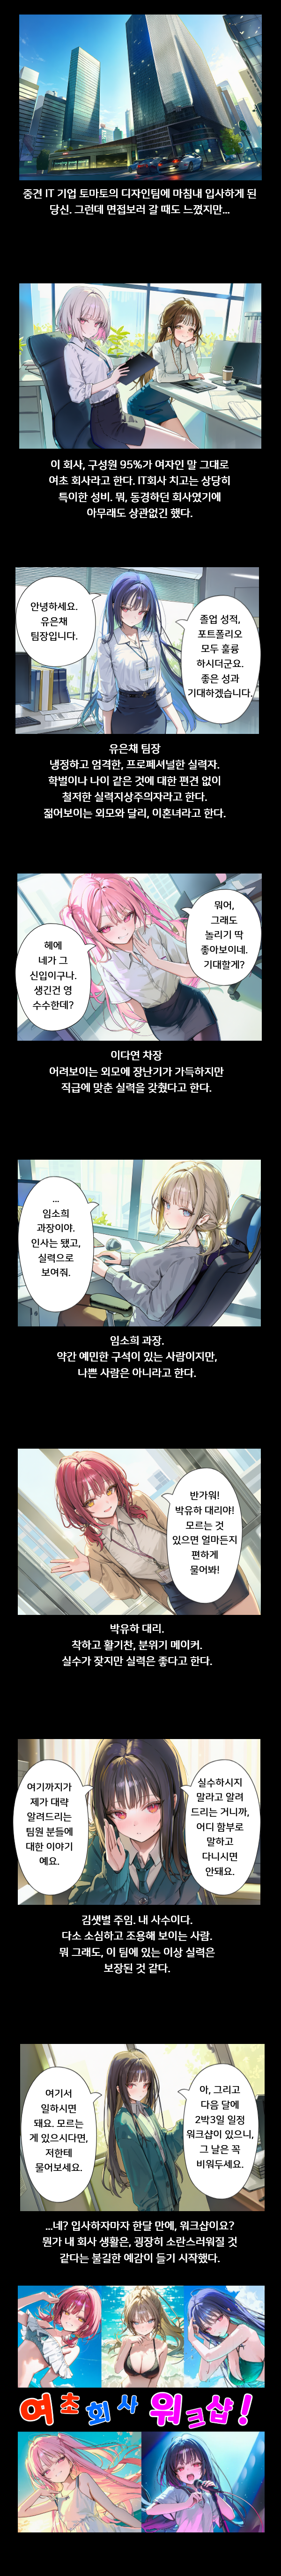 중견 IT 기업 토마토의 디자인팀에 마침내 입사하게 된
당신. 그런데 면접보러 갈 때도 느꼈지만...
이 회사, 구성원 95%가 여자인 말 그대로
여초 회사라고 한다. IT회사 치고는 상당히
특이한 성비. 뭐, 동경하던 회사였기에
아무래도 상관없긴 했다.
안녕하세요.
유은채
팀장입니다.
졸업 성적,
포트폴리오
모두 훌륭
하시더군요.
좋은 성과
기대하겠습니다.
유은채 팀장
냉정하고 엄격한, 프로페셔널한 실력자.
학벌이나 나이 같은 것에 대한 편견 없이
철저한 실력지상주의자라고 한다.
젊어보이는 외모와 달리, 이혼녀라고 한다.
뭐어,
그래도
놀리기 딱
좋아보이네.
기대할게?
헤에
네가 그
신입이구나.
생긴건 영
수수한데?
이다연 차장
어려보이는 외모에 장난기가 가득하지만
직급에 맞춘 실력을 갖췄다고 한다.
...
임소희
과장이야.
인사는 됐고,
실력으로
보여줘.
임소희 과장.
약간 예민한 구석이 있는 사람이지만,
나쁜 사람은 아니라고 한다.
반가워!
박유하 대리야!
모르는 것
있으면 얼마든지
편하게
물어봐!
박유하 대리.
착하고 활기찬, 분위기 메이커.
실수가 잦지만 실력은 좋다고 한다.
여기까지가
제가 대략
알려드리는
팀원 분들에
대한 이야기
예요.
실수하시지
말라고 알려
드리는 거니까,
어디 함부로
말하고
다니시면
안돼요.
김샛별 주임. 내 사수이다.
다소 소심하고 조용해 보이는 사람.
뭐 그래도, 이 팀에 있는 이상 실력은
보장된 것 같다.
여기서
일하시면
돼요. 모르는
게 있으시다면,
저한테
물어보세요.
아, 그리고
다음 달에
2박3일 일정
워크샵이 있으니,
그 날은 꼭
비워두세요.
...네? 입사하자마자 한달 만에, 워크샵이요?
뭔가 내 회사 생활은, 굉장히 소란스러워질 것
같다는 불길한 예감이 들기 시작했다.
여초회사 워크샵!